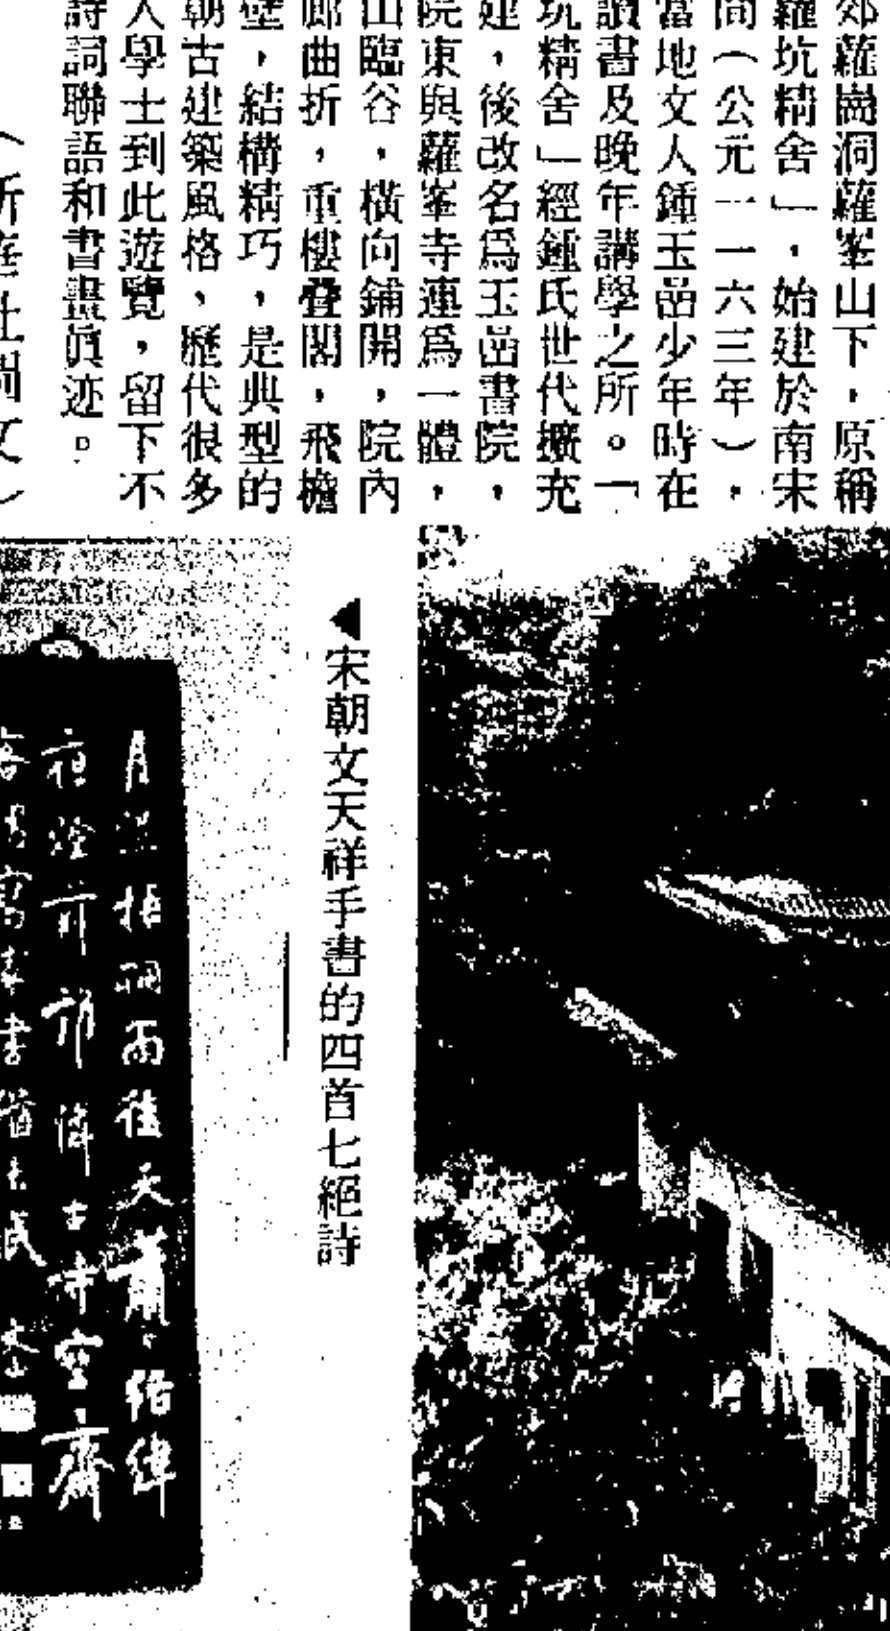 郊蘿崗洞蘿峯山下，原稱
蘿坑精舍」，始建於南宋
間（公元一一六三年），
當地文人鍾玉嵒少年時在
讀書及晚年講學之所。「
坑精舍」經鍾氏世代擴充
建，後改名爲玉嵒書院，
院東與蘿峯寺連爲一體，
山臨谷，橫向鋪開，院內
廊曲折，重樓疊閣，飛檐
壁，結構精巧，是典型的
朝古建築風格，歷代很多
人學士到此遊覽，留下不
詩詞聯語和書畫眞迹。
◀宋朝文天祥手書的四首七絕詩